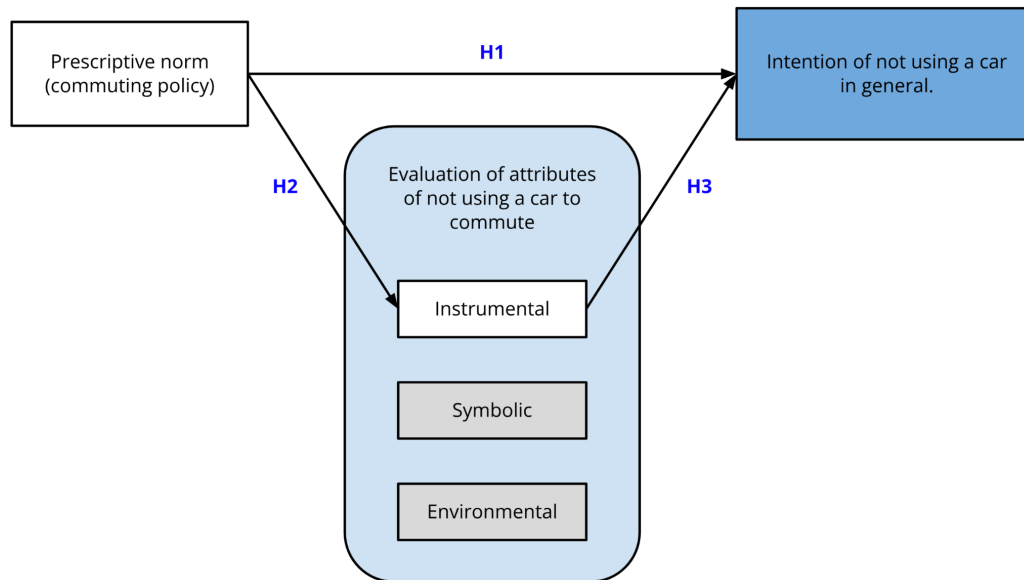 Prescriptive norm
(commuting policy)
H1
Intention of not using a car
in general.
H2
Evaluation of attributes
of not using a car to
commute
H3
Instrumental
Symbolic
Environmental